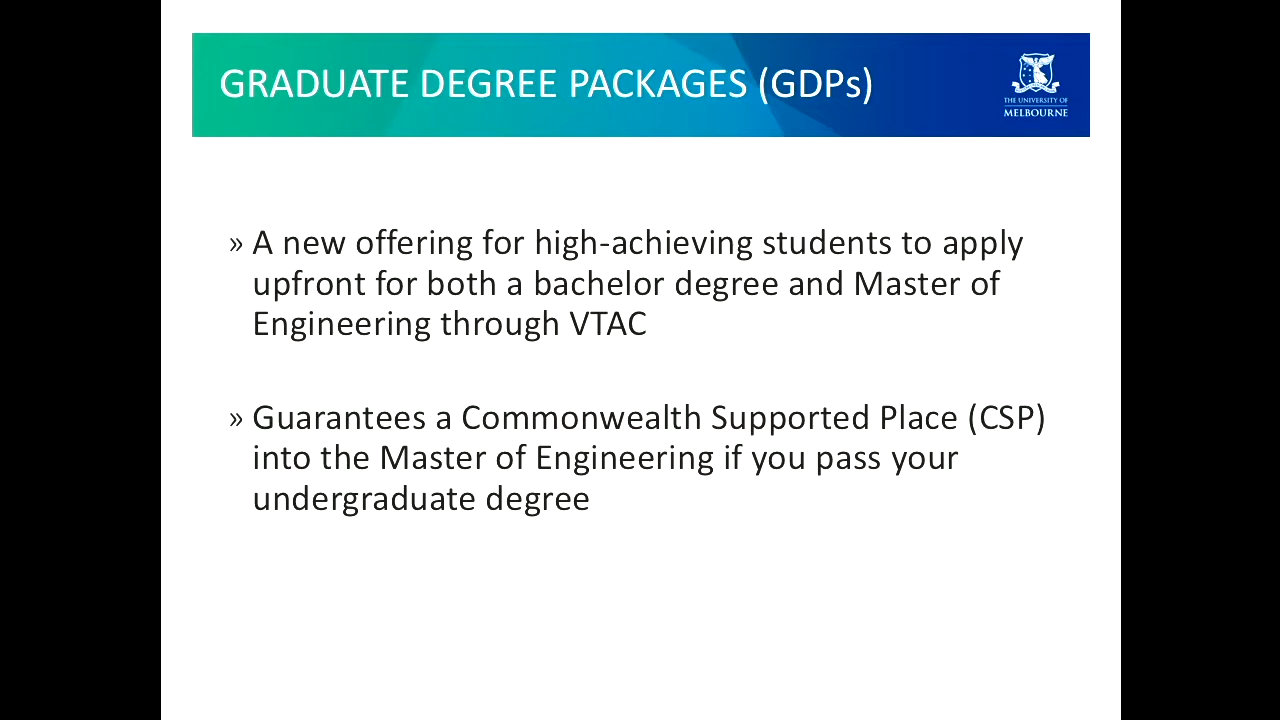 GRADUATE DEGREE PACKAGES (GDPs)
THE UNIVERSITY OF
MELBOURNE
» A new offering for high-achieving students to apply
upfront for both a bachelor degree and Master of
Engineering through VTAC
» Guarantees a Commonwealth Supported Place (CSP)
into the Master of Engineering if you pass your
undergraduate degree